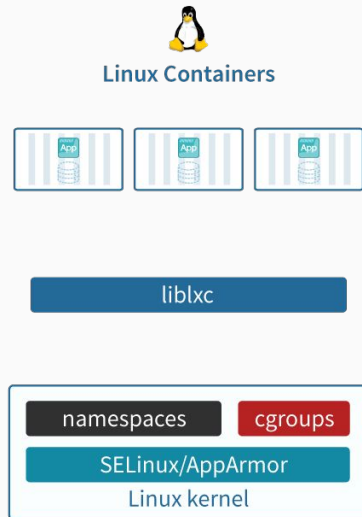 Linux Containers
App App App
liblxc
namespaces cgroups
SELinux/AppArmor
Linux kernel